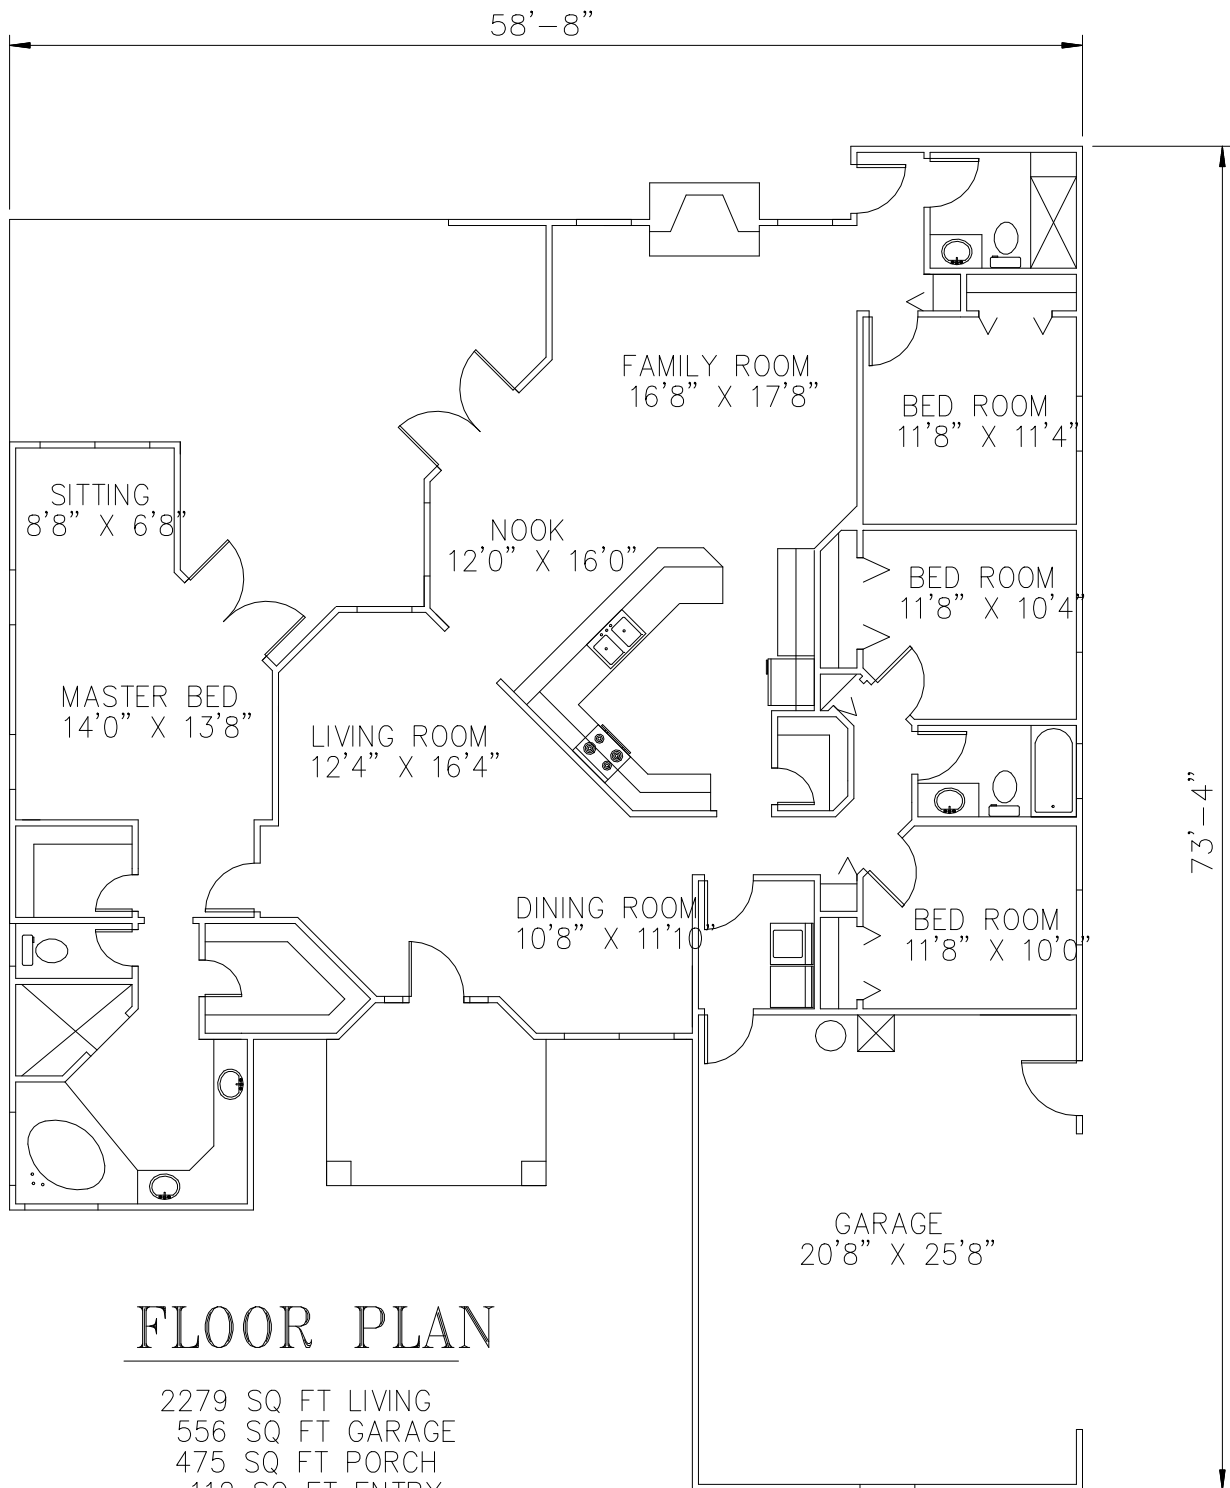 58'-8"
FAMILY ROOM
16'8" X 17'8"
BED ROOM
11'8" X 11'4"
SITTING
8'8" X 6'8"
NOOK
12'0" X 16'0"
BED ROOM
11'8" X 10'4"
MASTER BED
14'0" X 13'8"
LIVING ROOM
12'4" X 16'4"
73'-4"
DINING ROOM
10'8" X 11'10"
BED ROOM
11'8" X 10'0"
GARAGE
20'8" X 25'8"
FLOOR PLAN
2279 SQ FT LIVING
556 SQ FT GARAGE
475 SQ FT PORCH
SQ FT ENTRY